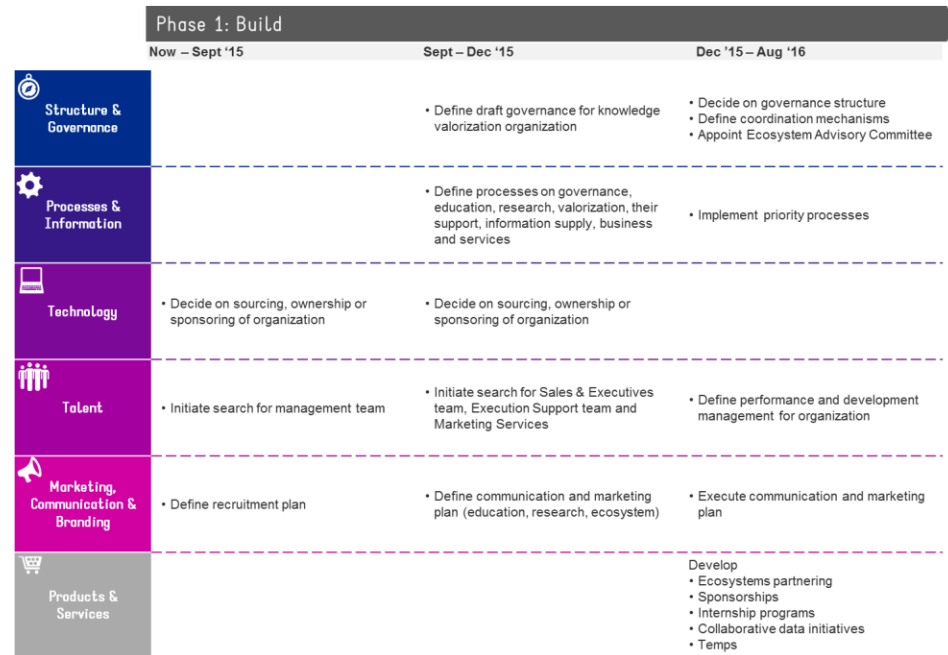 Phase 1: Build
Now – Sept ‘15
Sept – Dec ‘15
Dec ’15 – Aug ‘16
Structure &
Governance
• Define draft governance for knowledge
valorization organization
• Decide on governance structure
• Define coordination mechanisms
• Appoint Ecosystem Advisory Committee
Processes &
Information
• Define processes on governance,
education, research, valorization, their
support, information supply, business
and services
• Implement priority processes
Technology
• Decide on sourcing, ownership or
sponsoring of organization
• Decide on sourcing, ownership or
sponsoring of organization
Talent
• Initiate search for management team
• Initiate search for Sales & Executives
team, Execution Support team and
Marketing Services
• Define performance and development
management for organization
Marketing,
Communication &
Branding
• Define recruitment plan
• Define communication and marketing
plan (education, research, ecosystem)
• Execute communication and marketing
plan
Products &
Services
Develop
• Ecosystems partnering
• Sponsorships
• Internship programs
• Collaborative data initiatives
• Temps